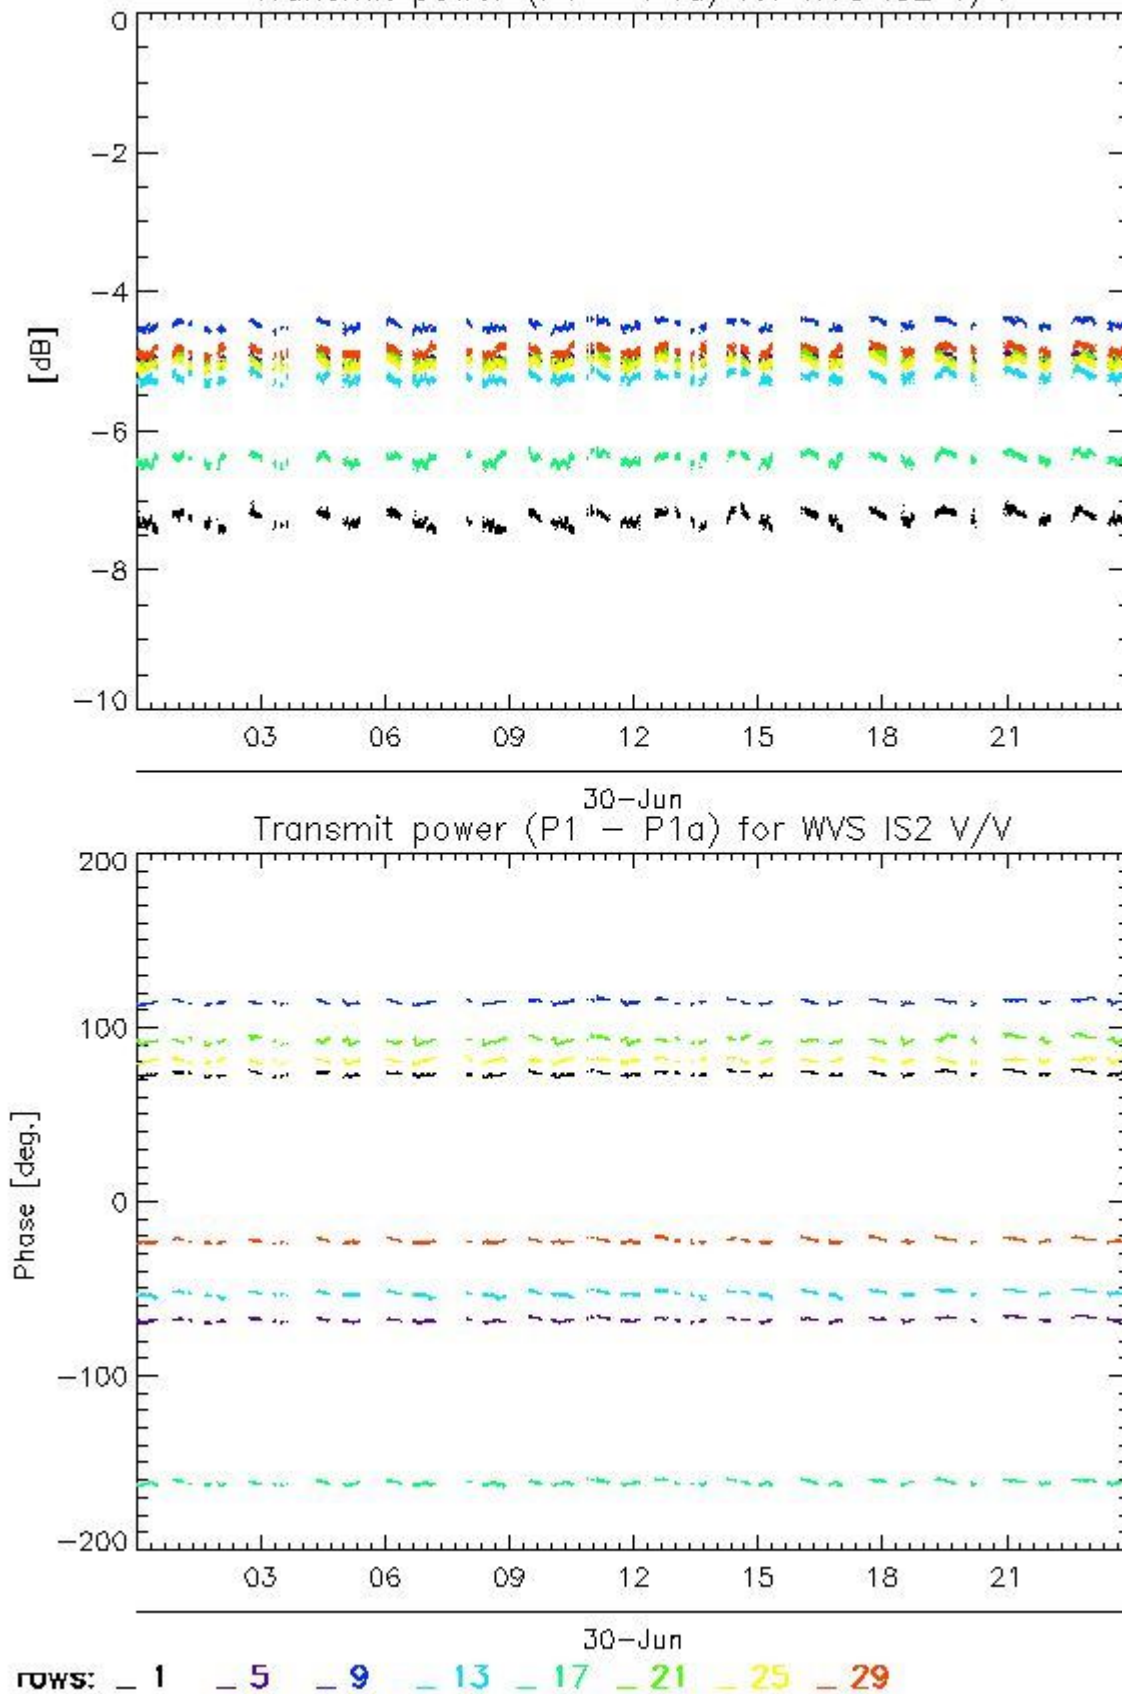 0
-2
-4
[dB]
-6
-8
-10
03 06 09 12 15 18 21
30-Jun
Transmit power (P1 - P1a) for WVS IS2 V/V
200
100
0
Phase [deg.]
-100
-200
03 06 09 12 15 18 21
30-Jun
rows: _ 1 _ 5 _ 9 _ 13 _ 17 _ 21 _ 25 _ 29